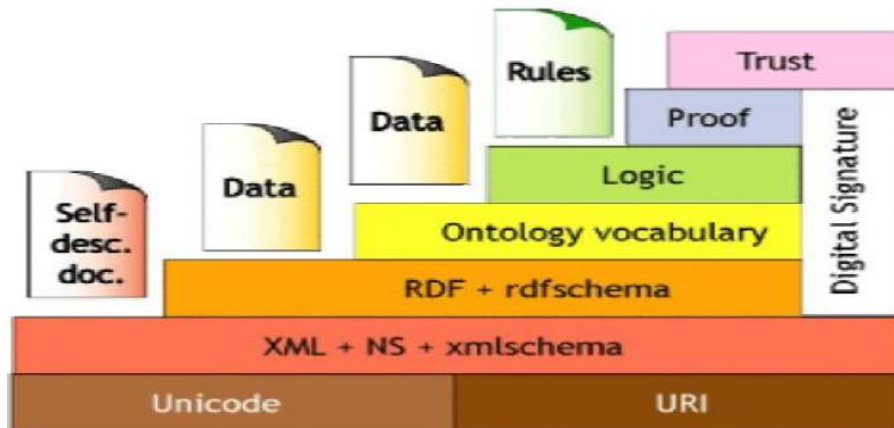 Rules
Trust
Data
Proof
Data
Logic
Self-
desc.
doc.
Ontology vocabulary
Digital Signature
RDF + rdfschema
XML + NS + xmlschema
Unicode
URI